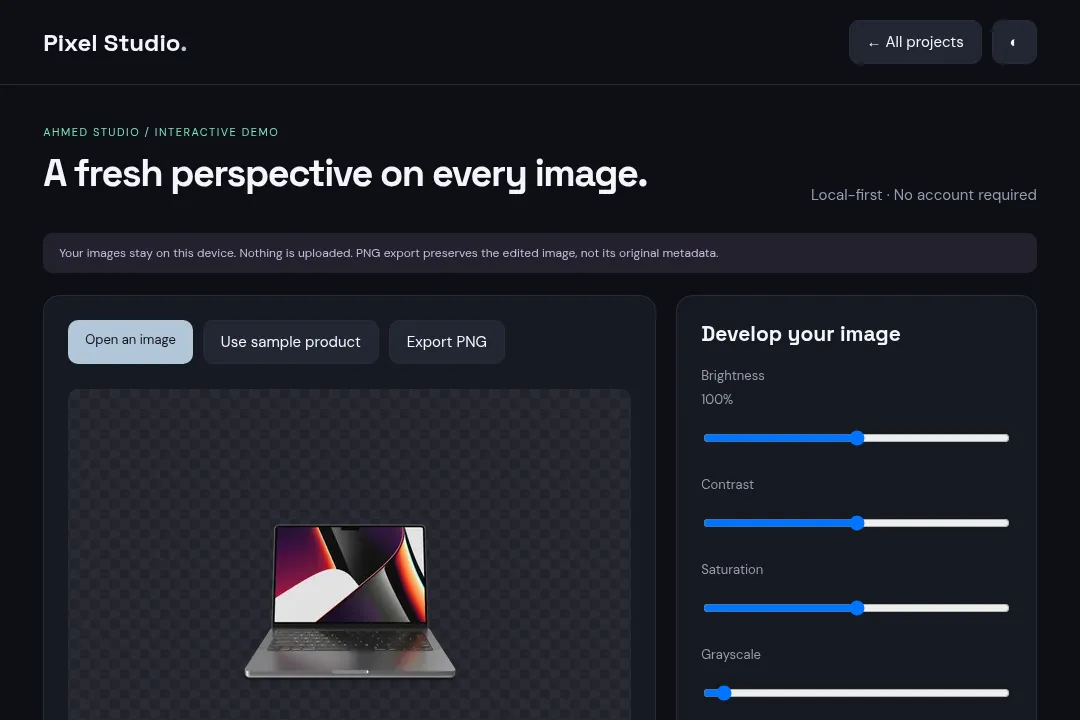 Pixel Studio.
← All projects
AHMED STUDIO / INTERACTIVE DEMO
A fresh perspective on every image.
Local-first · No account required
Your images stay on this device. Nothing is uploaded. PNG export preserves the edited image, not its original metadata.
Open an image
Use sample product
Export PNG
Develop your image
Brightness
100%
Contrast
Saturation
Grayscale